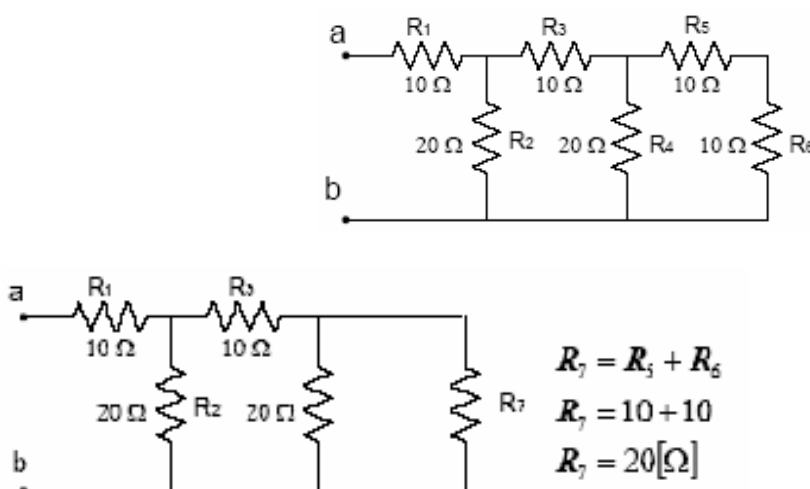 a R₁ R₃ R₅
10 Ω 10 Ω 10 Ω
20 Ω R₂ 20 Ω R₄ 10 Ω R₆
b
a R₁ R₃
10 Ω 10 Ω
R₇ = R₅ + R₆
20 Ω R₂ 20 Ω R₇ R₇ = 10 + 10
b R₇ = 20[Ω]